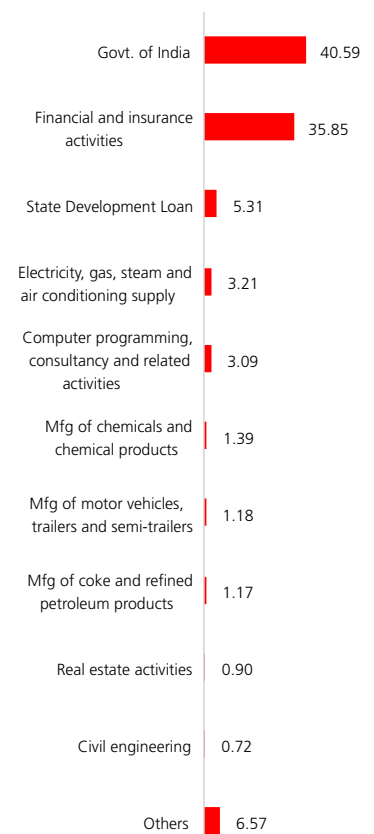 Govt. of India 40.59
Financial and insurance
activities 35.85
State Development Loan 5.31
Electricity, gas, steam and
air conditioning supply 3.21
Computer programming,
consultancy and related
activities 3.09
Mfg of chemicals and
chemical products 1.39
Mfg of motor vehicles,
trailers and semi-trailers 1.18
Mfg of coke and refined
petroleum products 1.17
Real estate activities 0.90
Civil engineering 0.72
Others 6.57